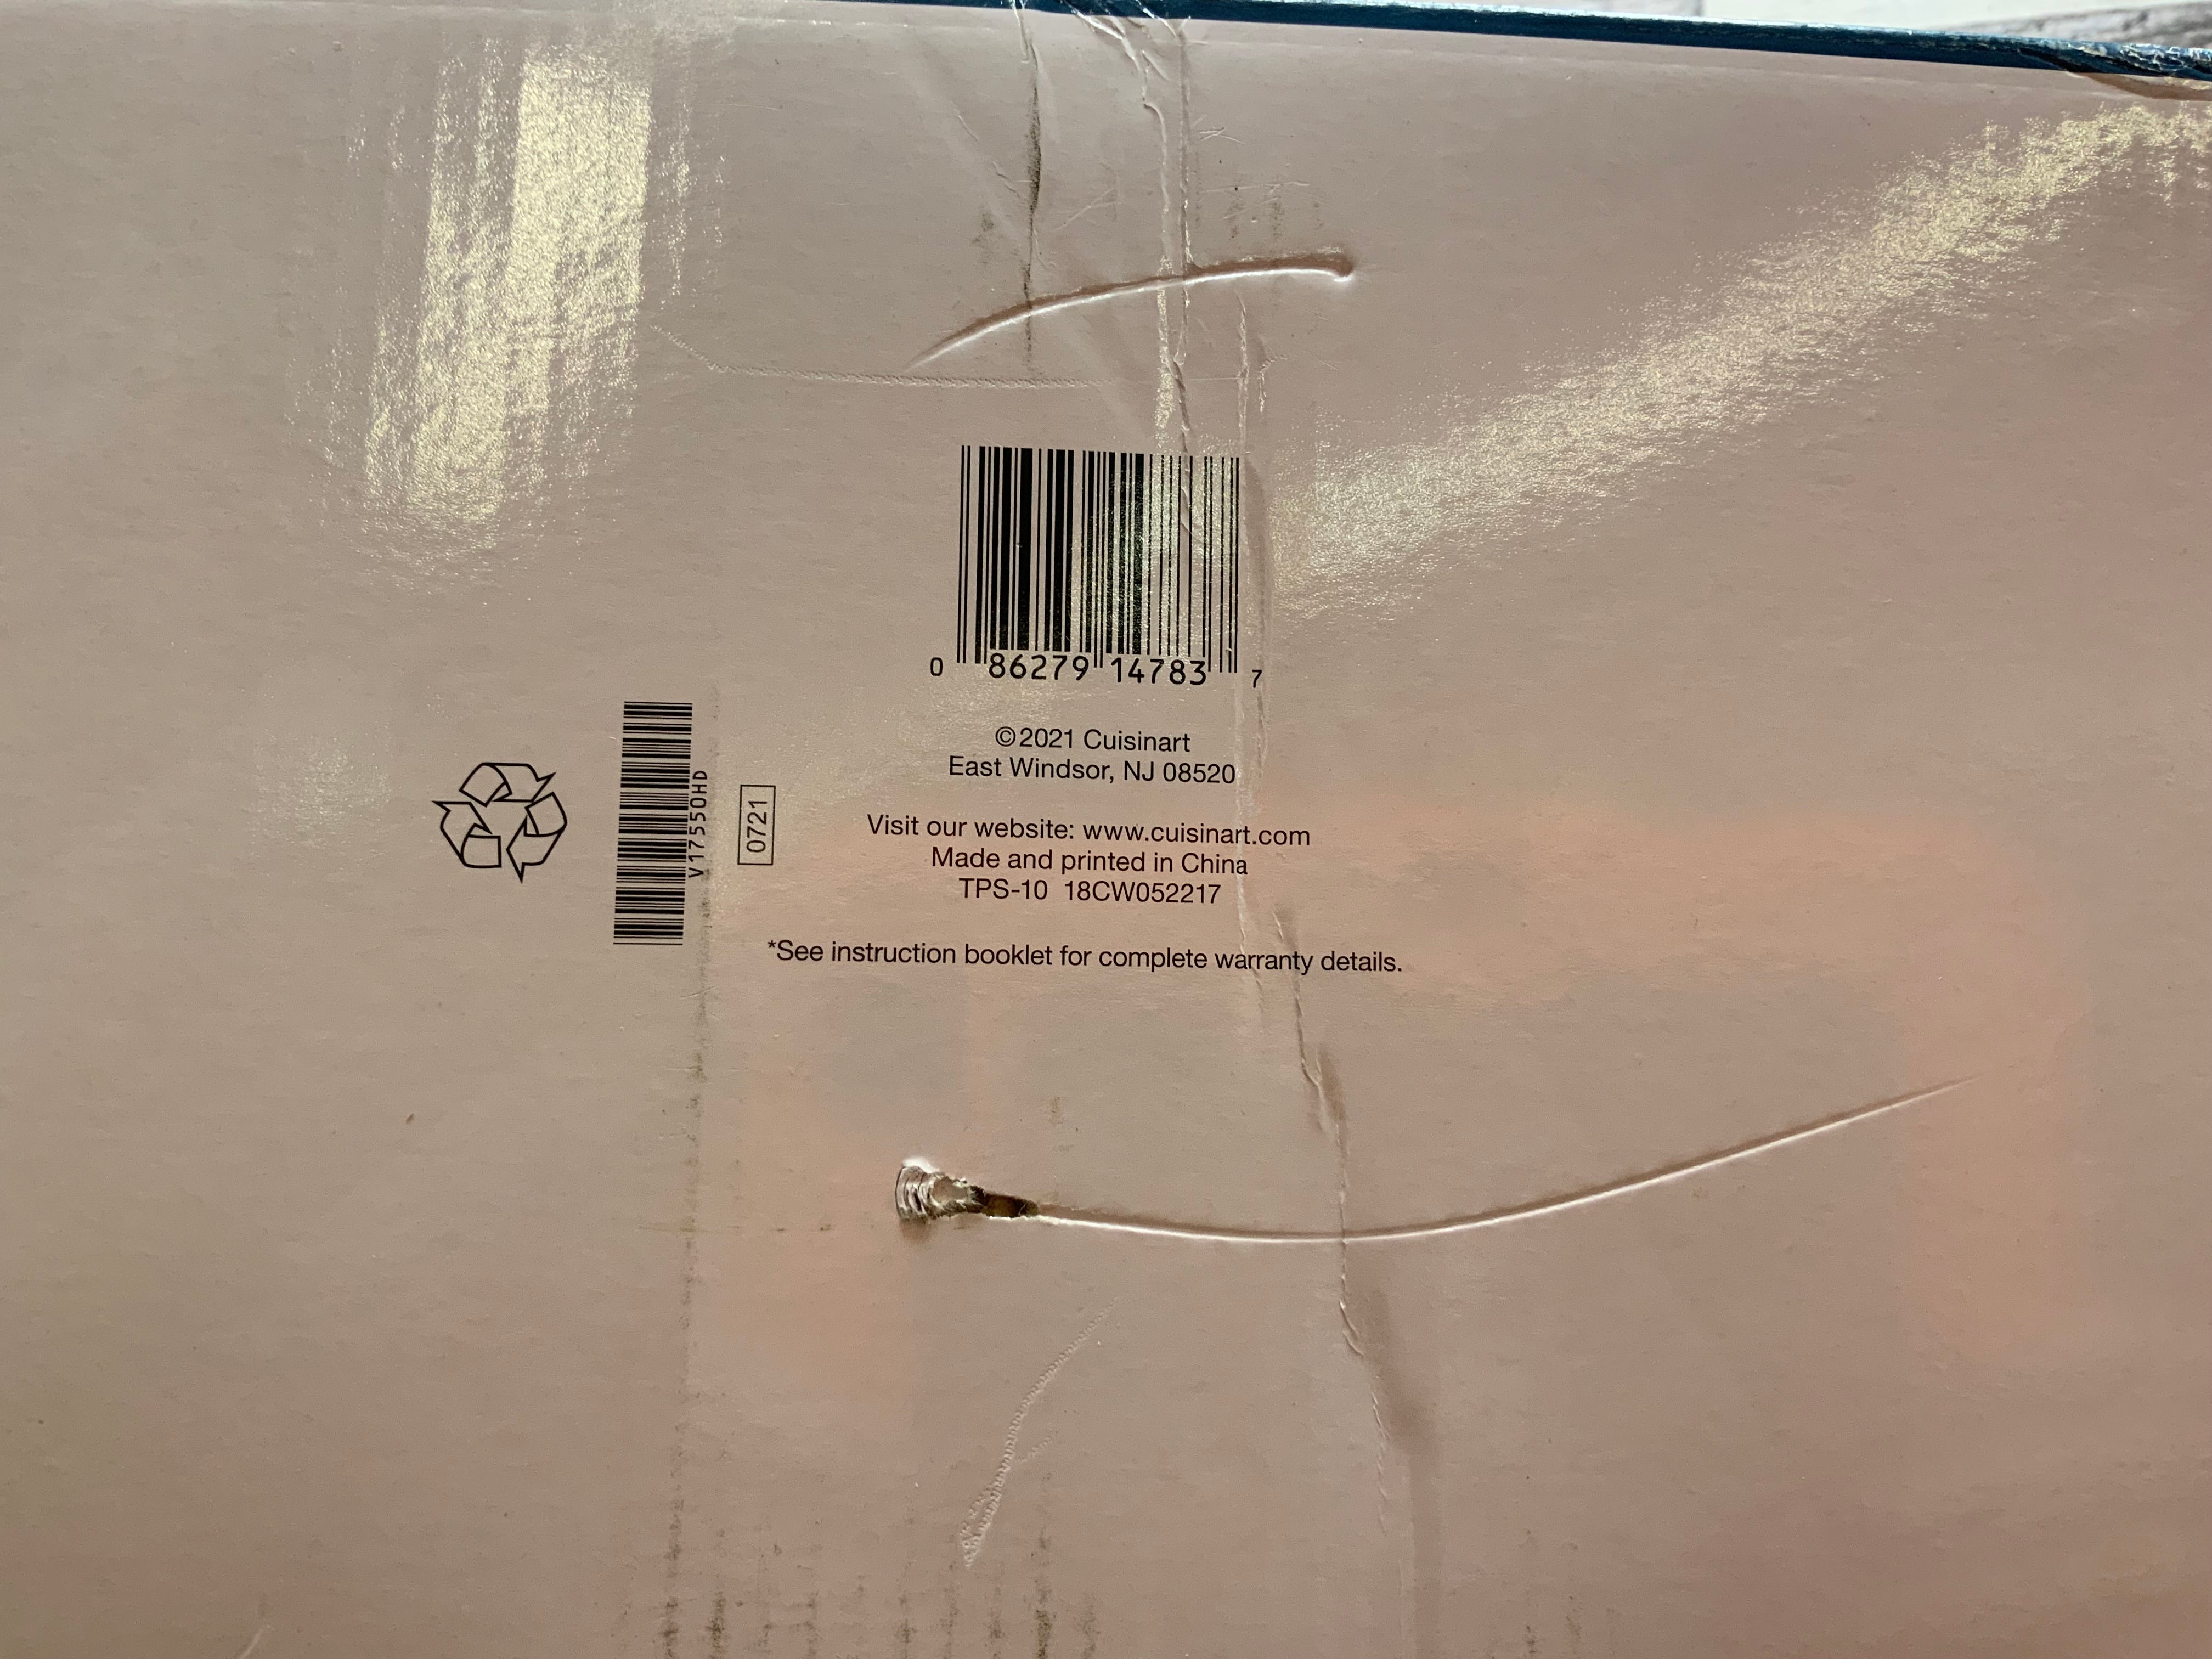 0 86279 14783 7
©2021 Cuisinart
East Windsor, NJ 08520
V17550HD
0721
Visit our website: www.cuisinart.com
Made and printed in China
TPS-10 18CW052217
*See instruction booklet for complete warranty details.